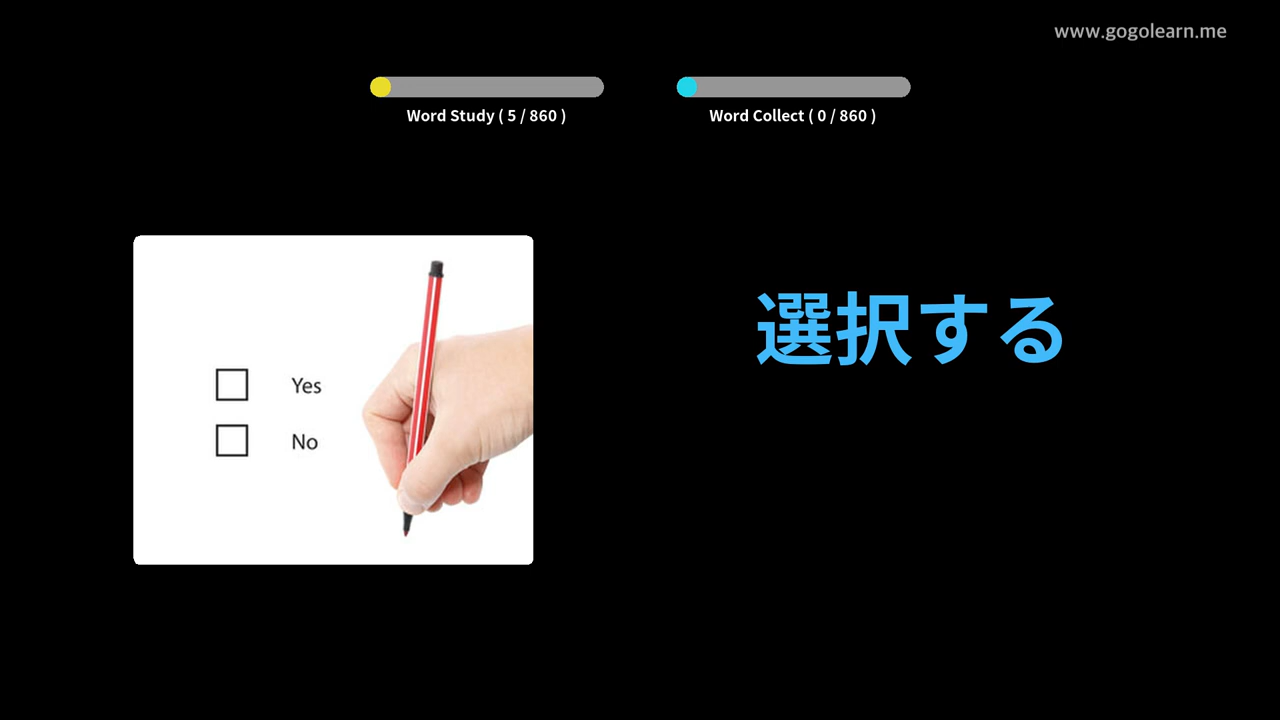 www.gogolearn.me
Word Study ( 5 / 860 )
Word Collect ( 0 / 860 )
選択する
Yes
No